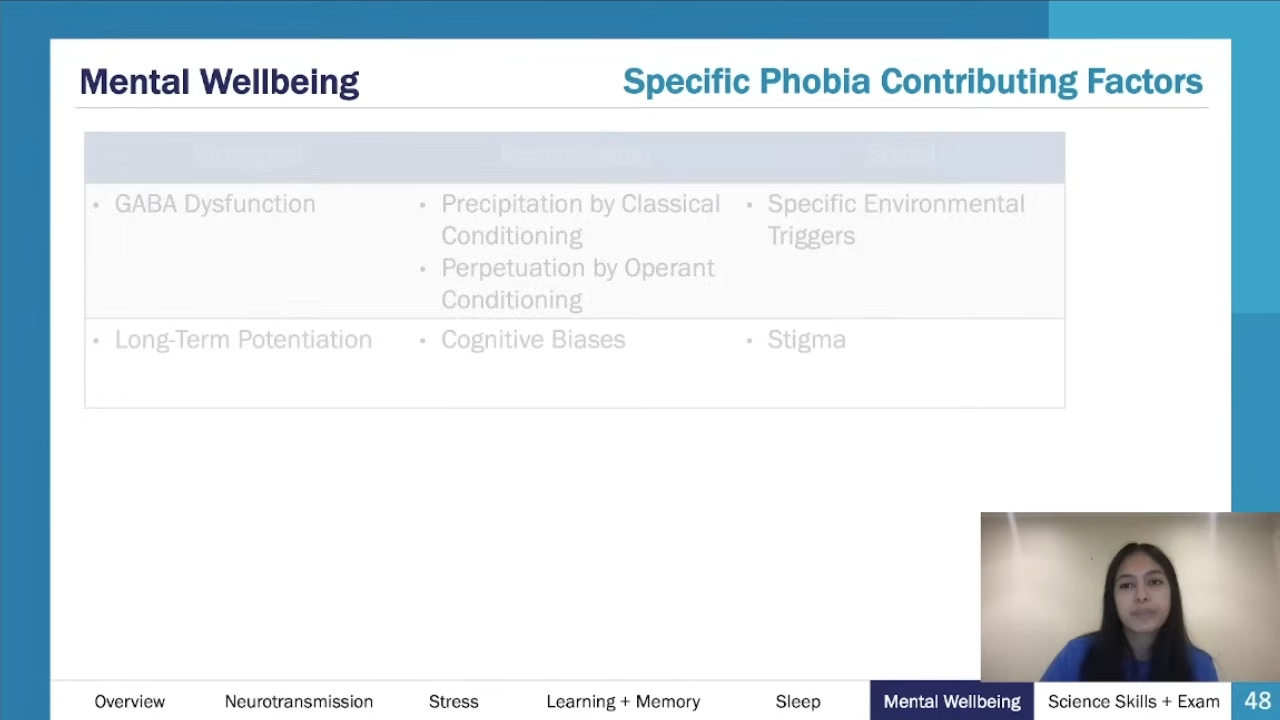 Mental Wellbeing
Specific Phobia Contributing Factors
Social
• GABA Dysfunction
• Precipitation by Classical
Conditioning
• Perpetuation by Operant
Conditioning
• Specific Environmental
Triggers
• Long-Term Potentiation
• Cognitive Biases
• Stigma
Overview
Neurotransmission
Stress
Learning + Memory
Sleep
Mental Wellbeing
Science Skills + Exam
48